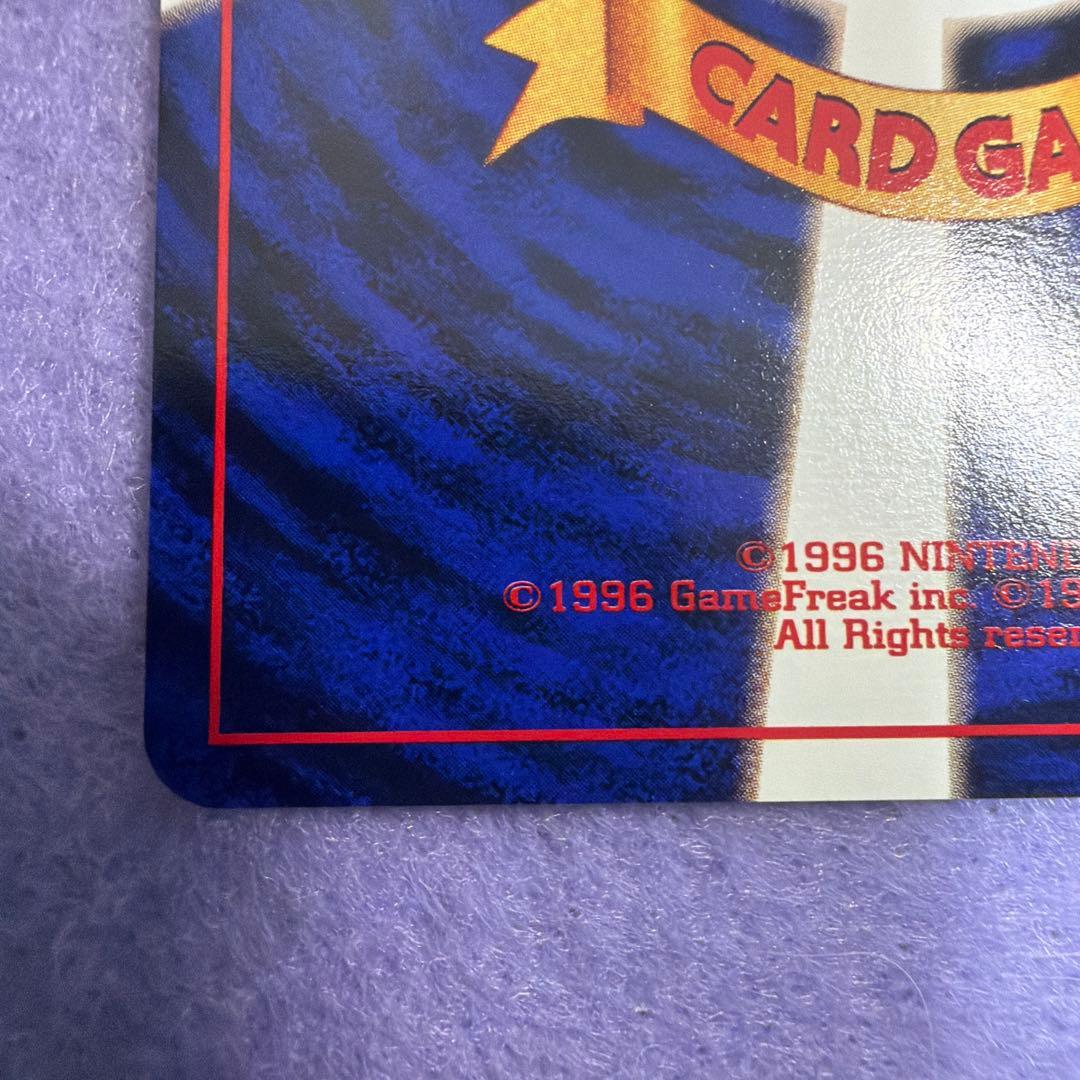 CARD GA
©1996 NINTEND
©1996 GameFreak inc. ©19
All Rights reser